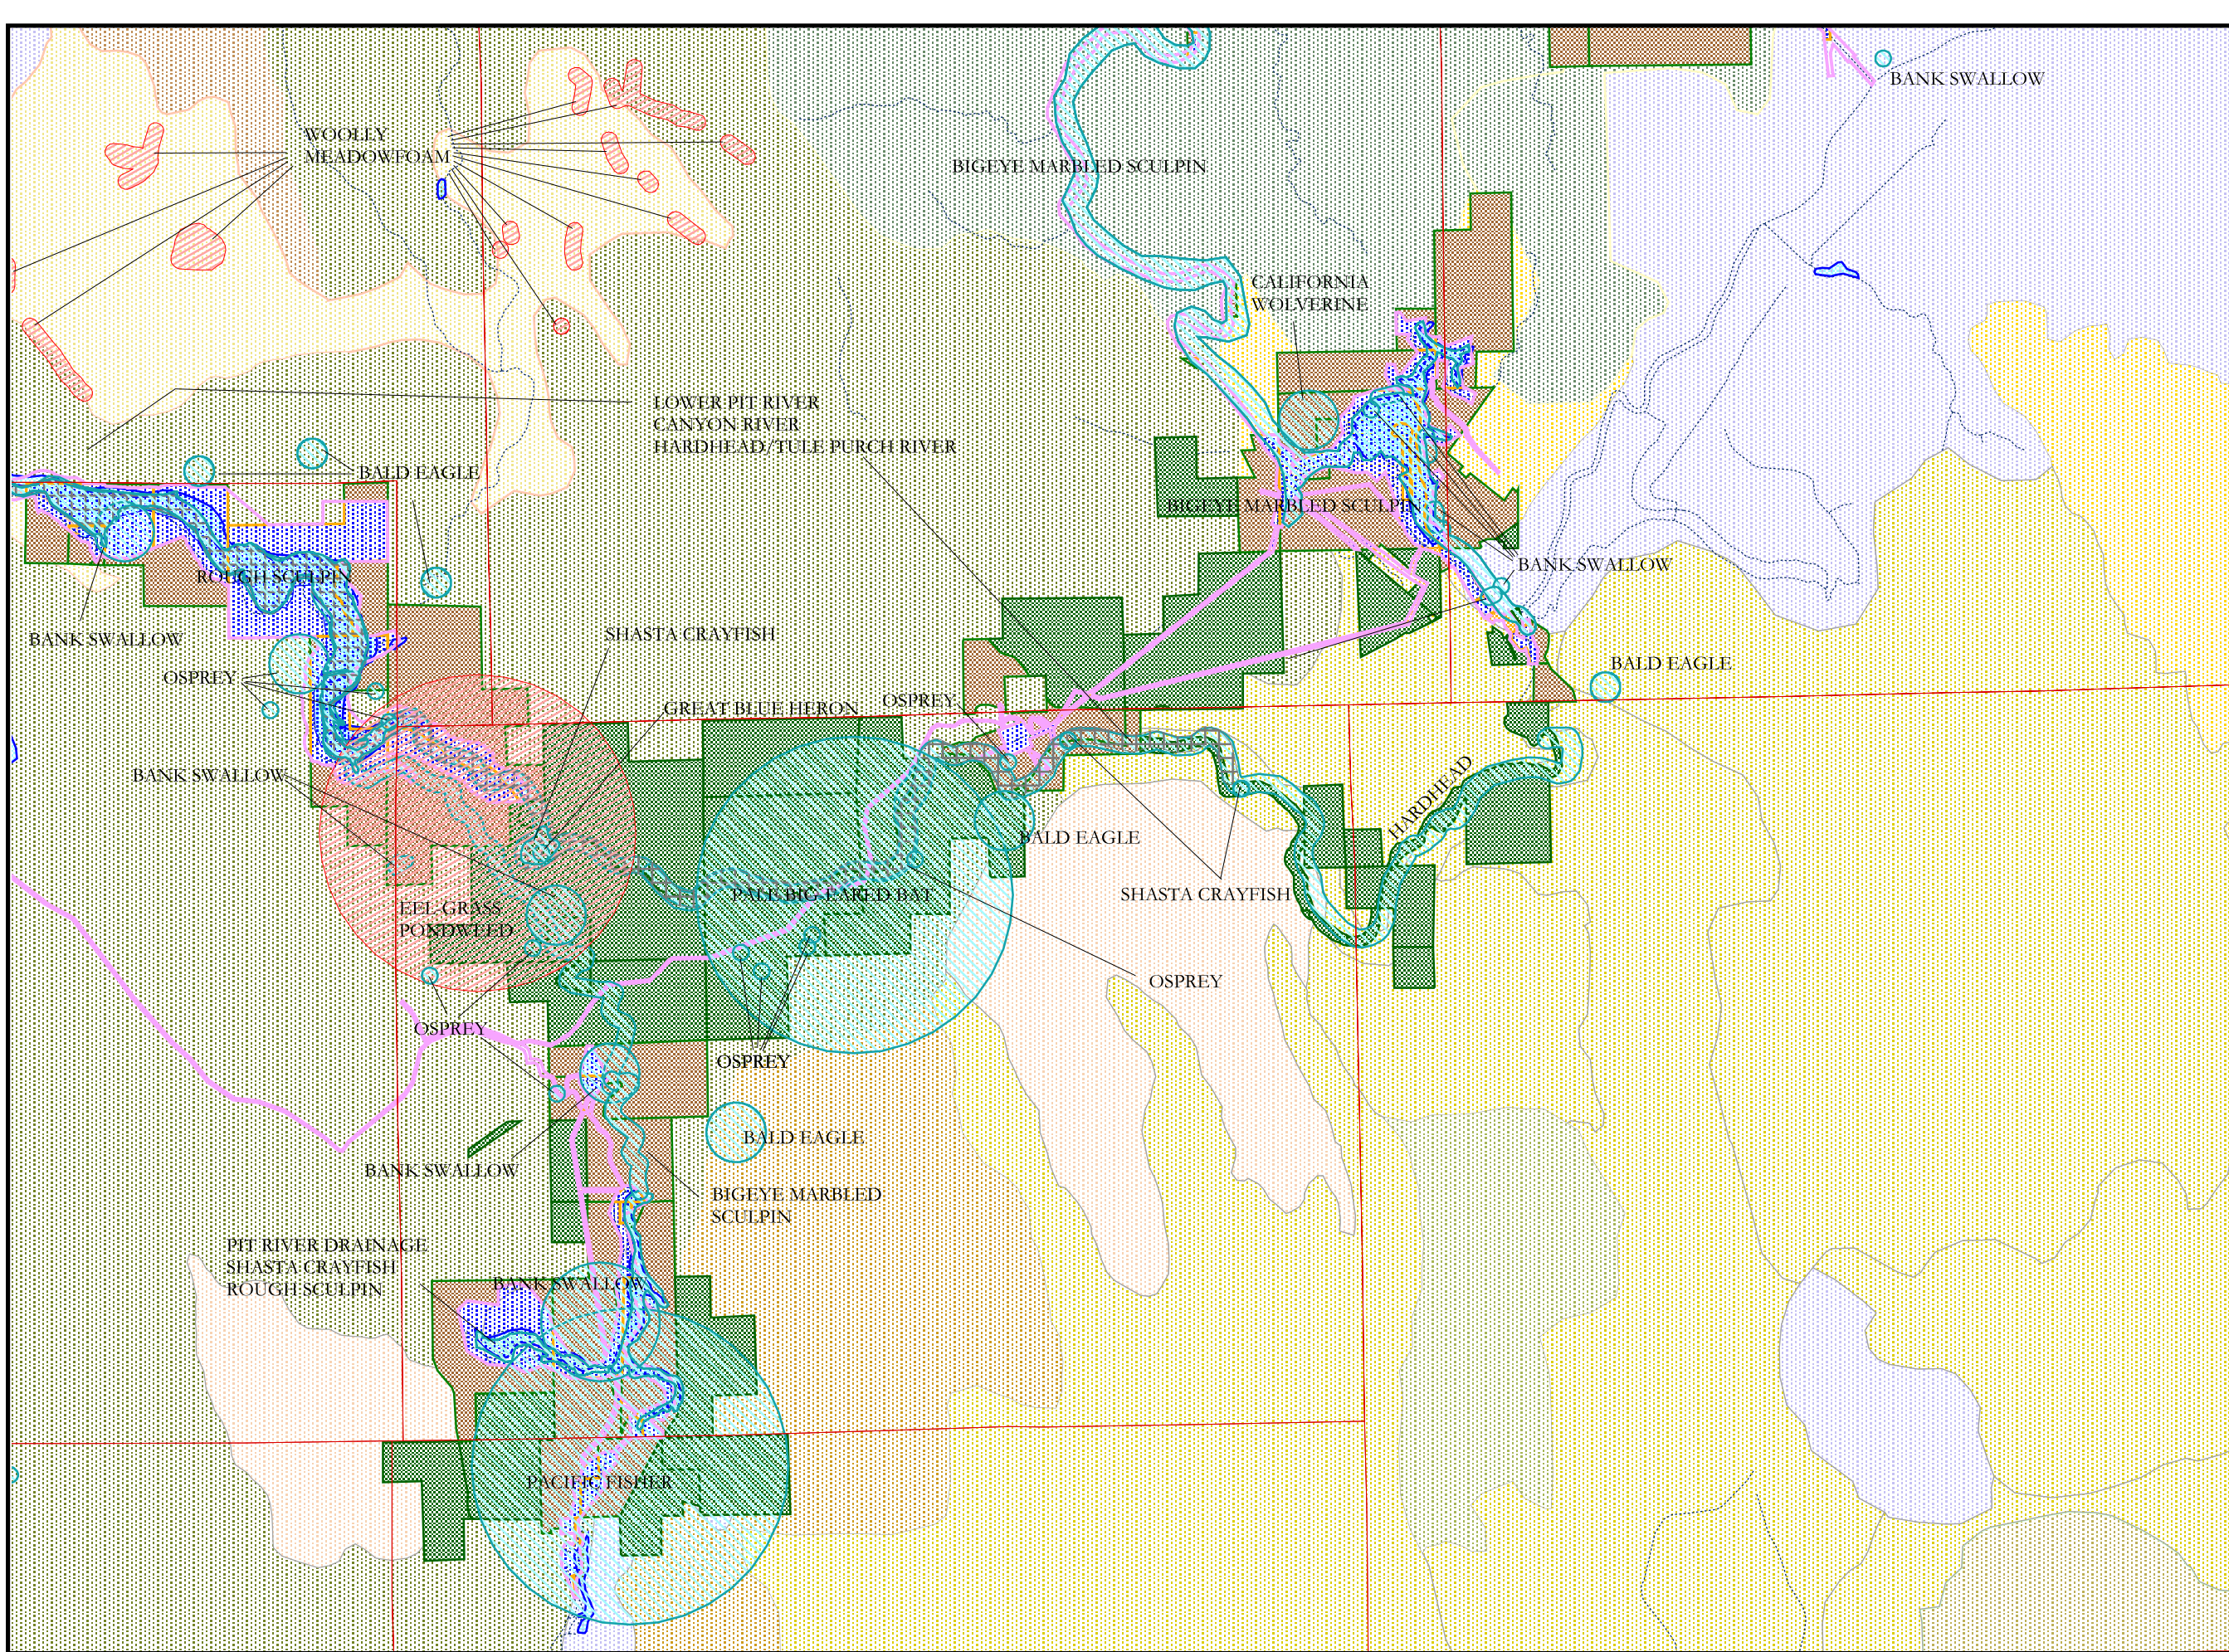 BANK SWALLOW
WOOLLY
MEADOWFOAM
BIGEYE MARBLED SCULPIN
CALIFORNIA
WOLVERINE
LOWER PIT RIVER
CANYON RIVER
HARDHEAD/TULE PURCH RIVER
BALD EAGLE
BIGEYE MARBLED SCULPIN
BANK SWALLOW
ROUGH SCULPIN
BANK SWALLOW
SHASTA CRAYFISH
BALD EAGLE
OSPREY
OSPREY
GREAT BLUE HERON
BANK SWALLOW
HARDHEAD
BALD EAGLE
PALE BIG-EARED BAT
SHASTA CRAYFISH
EEL-GRASS
PONDWEED
OSPREY
OSPREY
OSPREY
BALD EAGLE
BANK SWALLOW
BIGEYE MARBLED
SCULPIN
PIT RIVER DRAINAGE
SHASTA CRAYFISH
ROUGH SCULPIN
BANK SWALLOW
PACIFIC FISHER